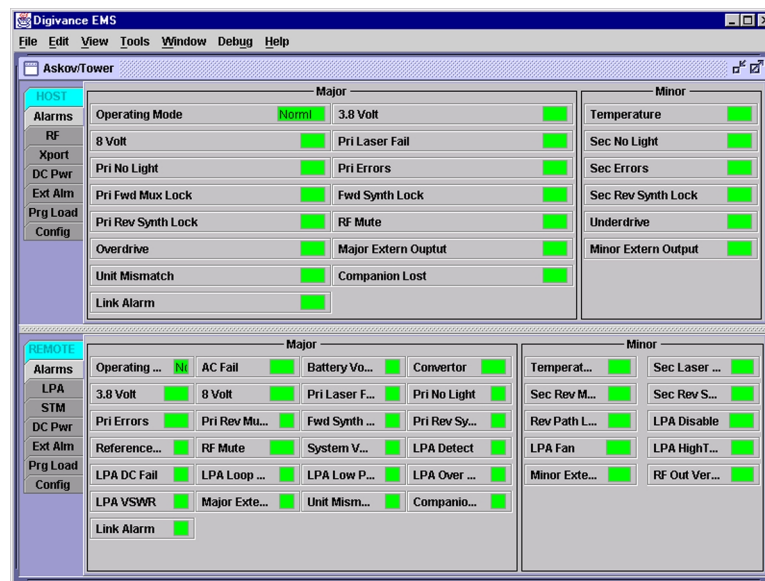 Digivance EMS
File Edit View Tools Window Debug Help
Askov/Tower
HOST
Alarms
RF
Xport
DC Pwr
Ext Alm
Prg Load
Config
Major
Operating Mode Norml 3.8 Volt
8 Volt Pri Laser Fail
Pri No Light Pri Errors
Pri Fwd Mux Lock Fwd Synth Lock
Pri Rev Synth Lock RF Mute
Overdrive Major Extern Ouptut
Unit Mismatch Companion Lost
Link Alarm
Minor
Temperature
Sec No Light
Sec Errors
Sec Rev Synth Lock
Underdrive
Minor Extern Output
REMOTE
Alarms
LPA
STM
DC Pwr
Ext Alm
Prg Load
Config
Major
Operating ... No AC Fail Battery Vo... Convertor
3.8 Volt 8 Volt Pri Laser F... Pri No Light
Pri Errors Pri Rev Mu... Fwd Synth ... Pri Rev Sy...
Reference... RF Mute System V... LPA Detect
LPA DC Fail LPA Loop ... LPA Low P... LPA Over ...
LPA VSWR Major Exte... Unit Mism... Companio...
Link Alarm
Minor
Temperat... Sec Laser ...
Sec Rev M... Sec Rev S...
Rev Path L... LPA Disable
LPA Fan LPA HighT...
Minor Exte... RF Out Ver...